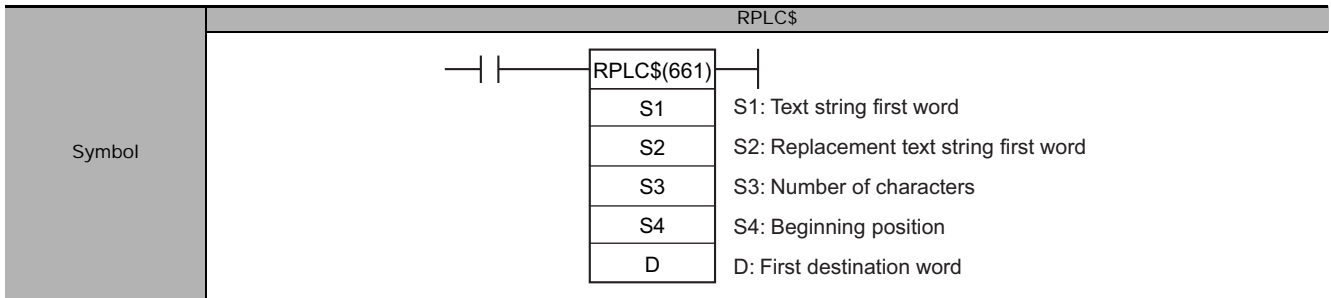 RPLC$
Symbol
RPLC$(661)
S1 S1: Text string first word
S2 S2: Replacement text string first word
S3 S3: Number of characters
S4 S4: Beginning position
D D: First destination word